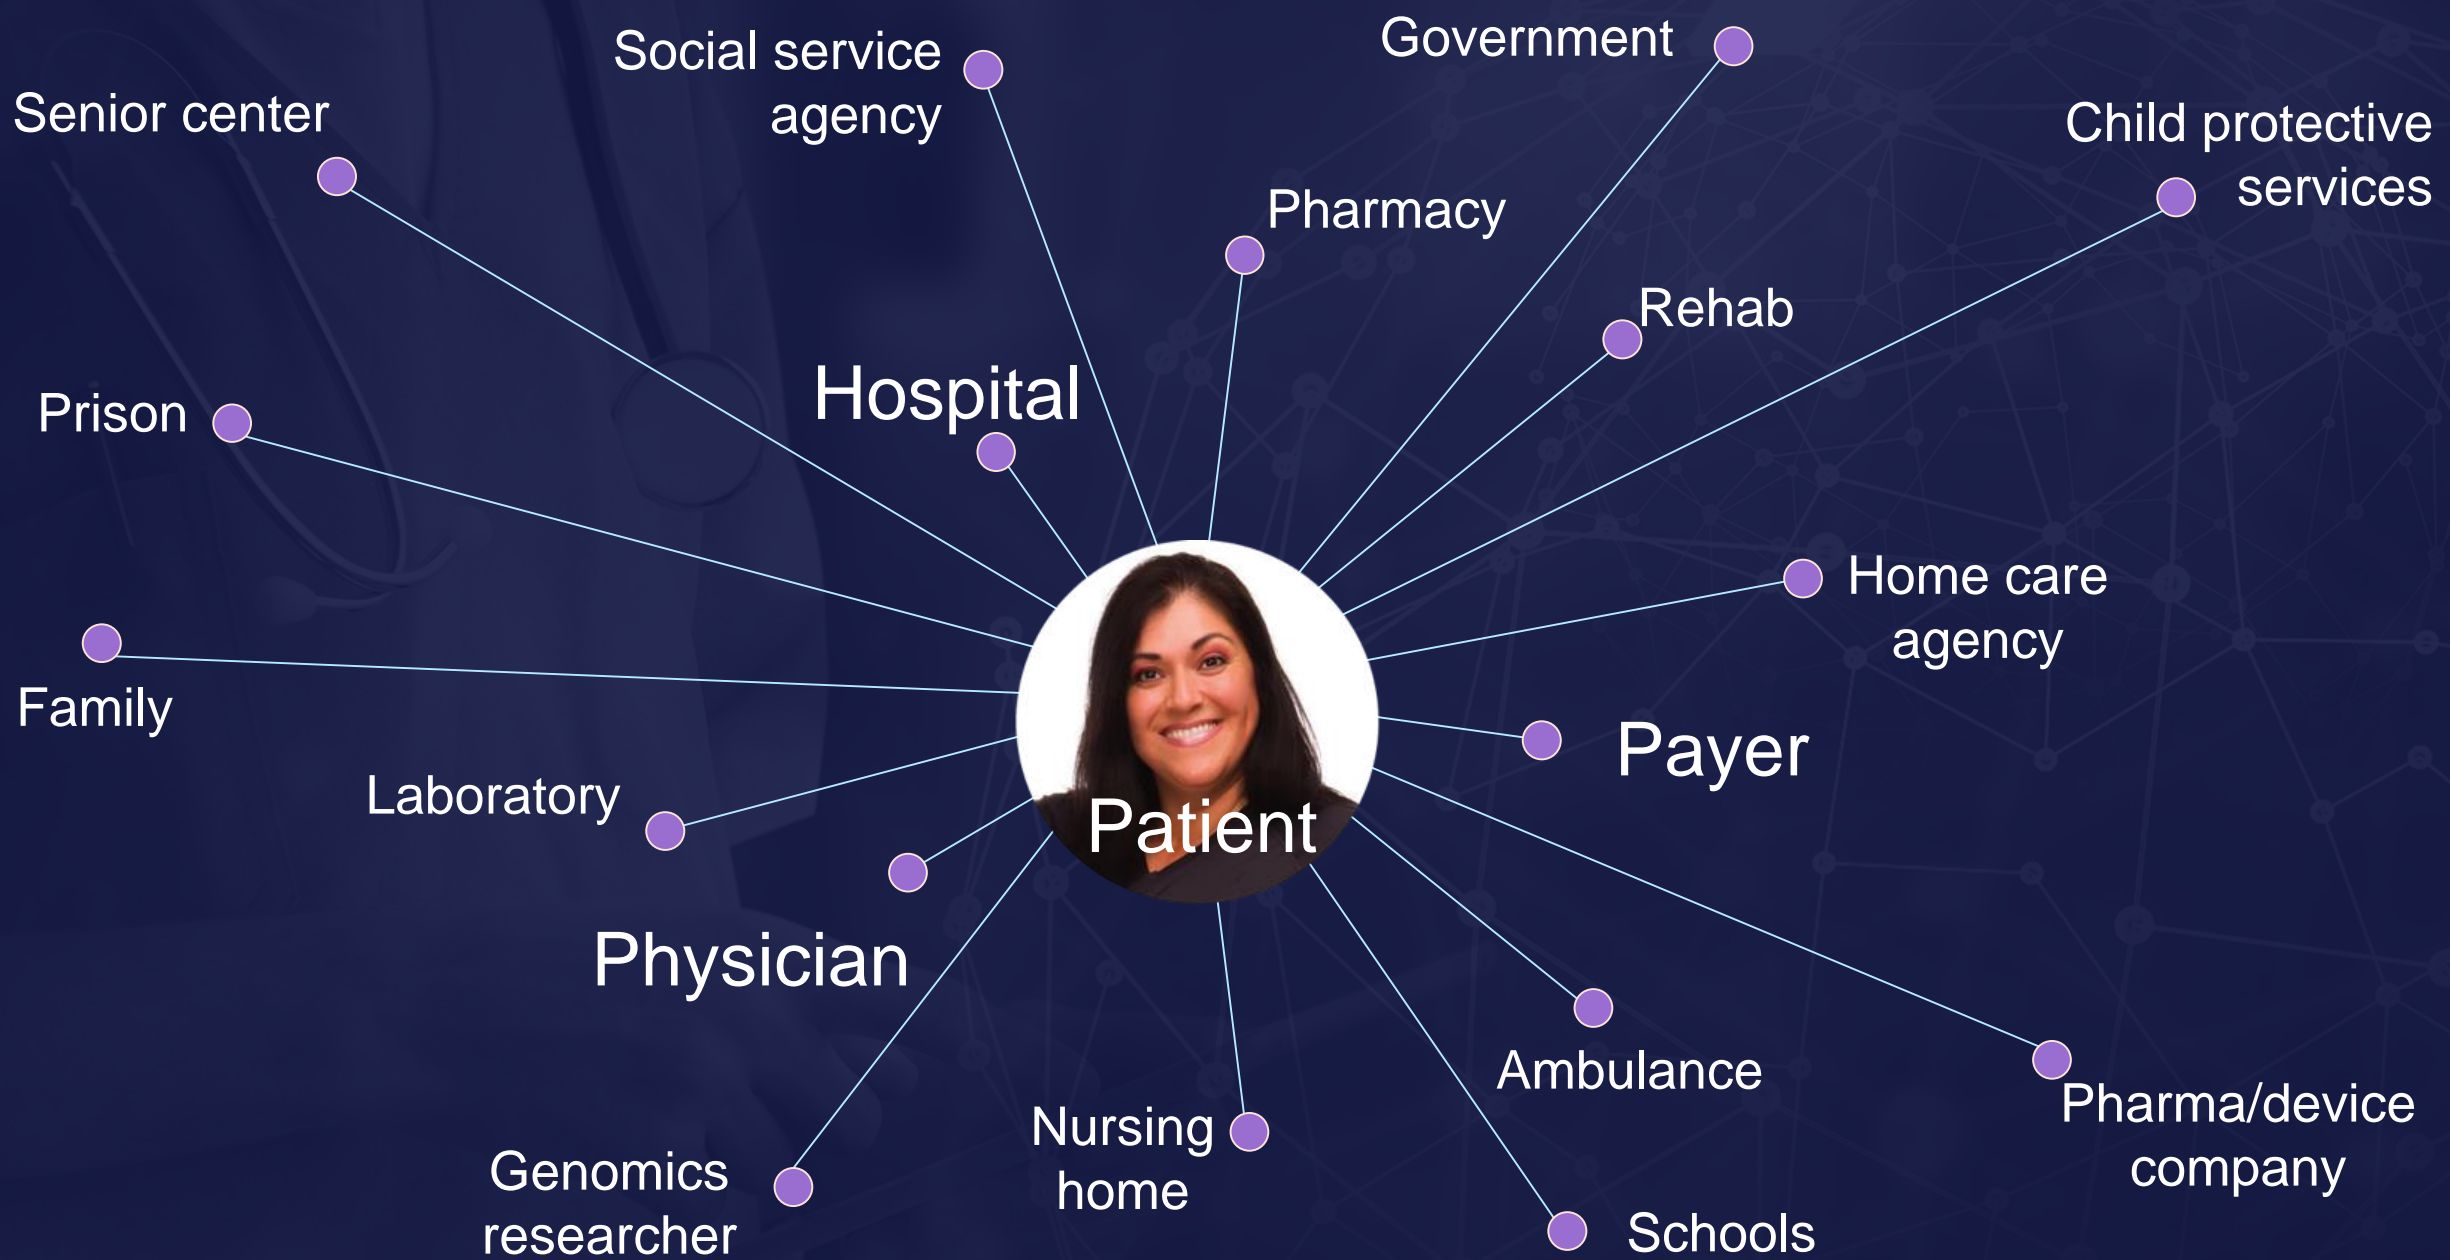 Social service
agency
Government
Senior center
Child protective
services
Pharmacy
Rehab
Hospital
Prison
Home care
agency
Family
Payer
Laboratory
Patient
Physician
Ambulance
Pharma/device
company
Nursing
home
Genomics
researcher
Schools